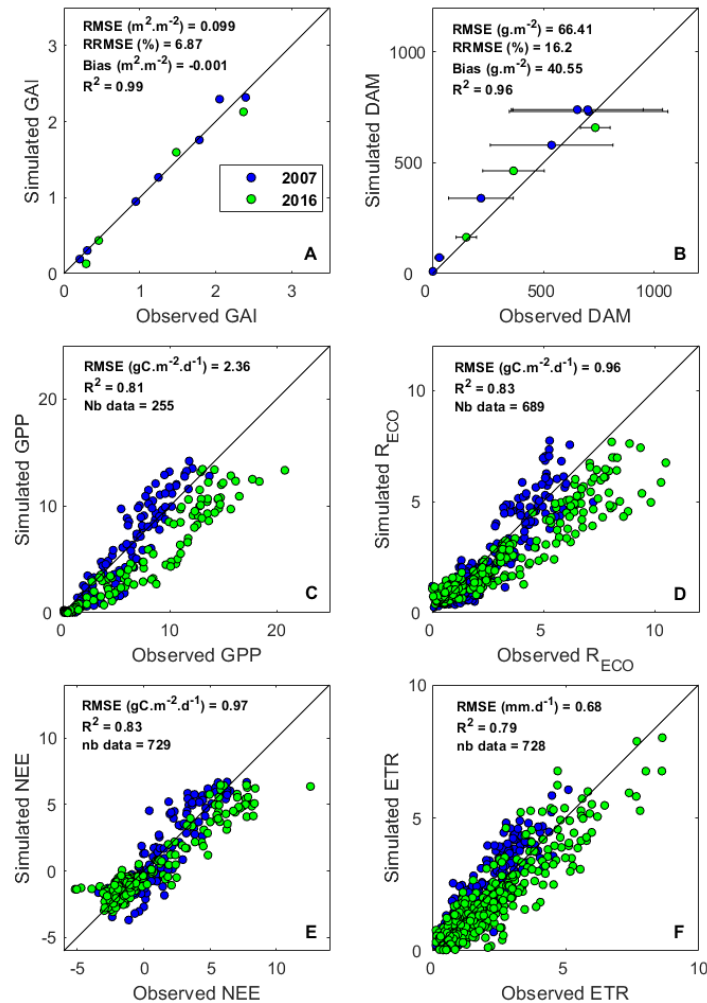 RMSE (m².m⁻²) = 0.099
RRMSE (%) = 6.87
Bias (m².m⁻²) = -0.001
R² = 0.99
3
2
1
0
Simulated GAI
2007
2016
A
0 1 2 3
Observed GAI
RMSE (g.m⁻²) = 66.41
RRMSE (%) = 16.2
Bias (g.m⁻²) = 40.55
R² = 0.96
1000
500
0
Simulated DAM
B
500 1000
Observed DAM
RMSE (gC.m⁻².d⁻¹) = 2.36
R² = 0.81
Nb data = 255
20
10
0
Simulated GPP
C
0 10 20
Observed GPP
RMSE (gC.m⁻².d⁻¹) = 0.96
R² = 0.83
Nb data = 689
10
5
0
Simulated R_ECO
D
0 5 10
Observed R_ECO
RMSE (gC.m⁻².d⁻¹) = 0.97
R² = 0.83
nb data = 729
10
5
-0
-5
Simulated NEE
E
-5 0 5 10
Observed NEE
RMSE (mm.d⁻¹) = 0.68
R² = 0.79
nb data = 728
10
5
0
Simulated ETR
F
0 5 10
Observed ETR